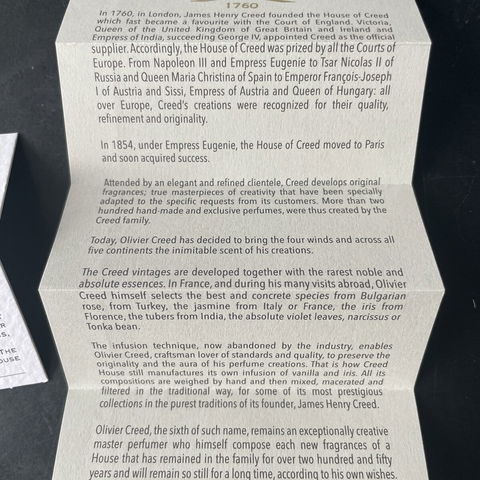 1760
In 1760, in London, James Henry Creed founded the House of Creed
which fast became a favourite with the Court of England. Victoria,
Queen of the United Kingdom of Great Britain and Ireland and
Empress of India, succeeding George IV, appointed Creed as the official
supplier. Accordingly, the House of Creed was prized by all the Courts of
Europe. From Napoleon III and Empress Eugenie to Tsar Nicolas II of
Russia and Queen Maria Christina of Spain to Emperor François-Joseph
I of Austria and Sissi, Empress of Austria and Queen of Hungary: all
over Europe, Creed's creations were recognized for their quality,
refinement and originality.
In 1854, under Empress Eugenie, the House of Creed moved to Paris
and soon acquired success.
Attended by an elegant and refined clientele, Creed develops original
fragrances; true masterpieces of creativity that have been specially
adapted to the specific requests from its customers. More than two
hundred hand-made and exclusive perfumes, were thus created by the
Creed family.
Today, Olivier Creed has decided to bring the four winds and across all
five continents the inimitable scent of his creations.
The Creed vintages are developed together with the rarest noble and
absolute essences. In France, and during his many visits abroad, Olivier
Creed himself selects the best and concrete species from Bulgarian
rose, from Turkey, the jasmine from Italy or France, the iris from
Florence, the tubers from India, the absolute violet leaves, narcissus or
Tonka bean.
The infusion technique, now abandoned by the industry, enables
Olivier Creed, craftsman lover of standards and quality, to preserve the
originality and the aura of his perfume creations. That is how Creed
House still manufactures its own infusion of vanilla and iris. All its
compositions are weighed by hand and then mixed, macerated and
filtered in the traditional way, for some of its most prestigious
collections in the purest traditions of its founder, James Henry Creed.
Olivier Creed, the sixth of such name, remains an exceptionally creative
master perfumer who himself compose each new fragrances of a
House that has remained in the family for over two hundred and fifty
years and will remain so still for a long time, according to his own wishes.
THE
OUSE